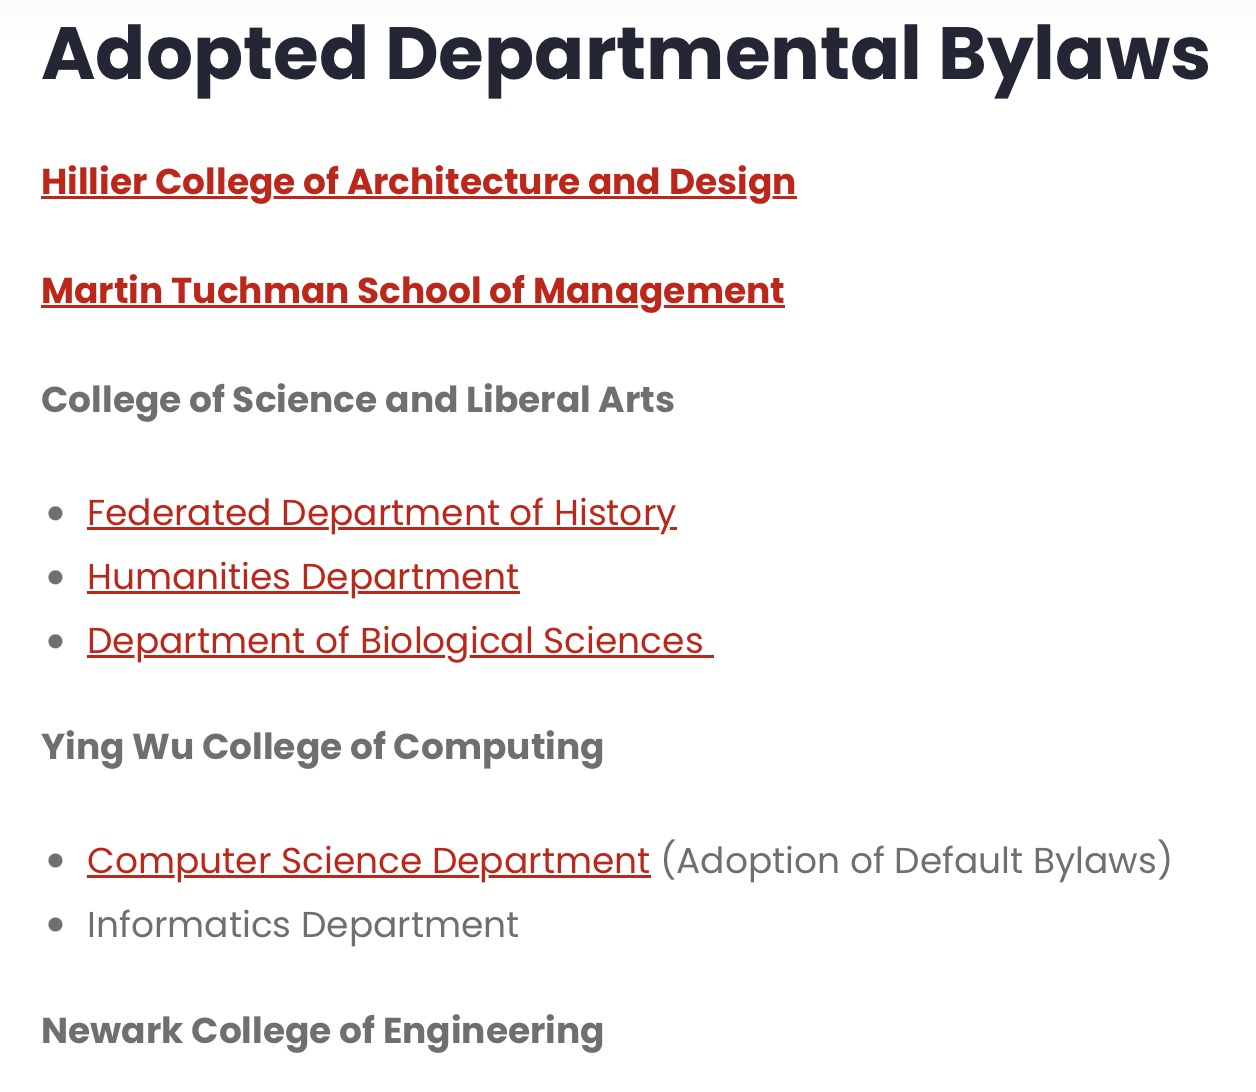 Adopted Departmental Bylaws
Hillier College of Architecture and Design
Martin Tuchman School of Management
College of Science and Liberal Arts
• Federated Department of History
• Humanities Department
• Department of Biological Sciences
Ying Wu College of Computing
• Computer Science Department (Adoption of Default Bylaws)
• Informatics Department
Newark College of Engineering